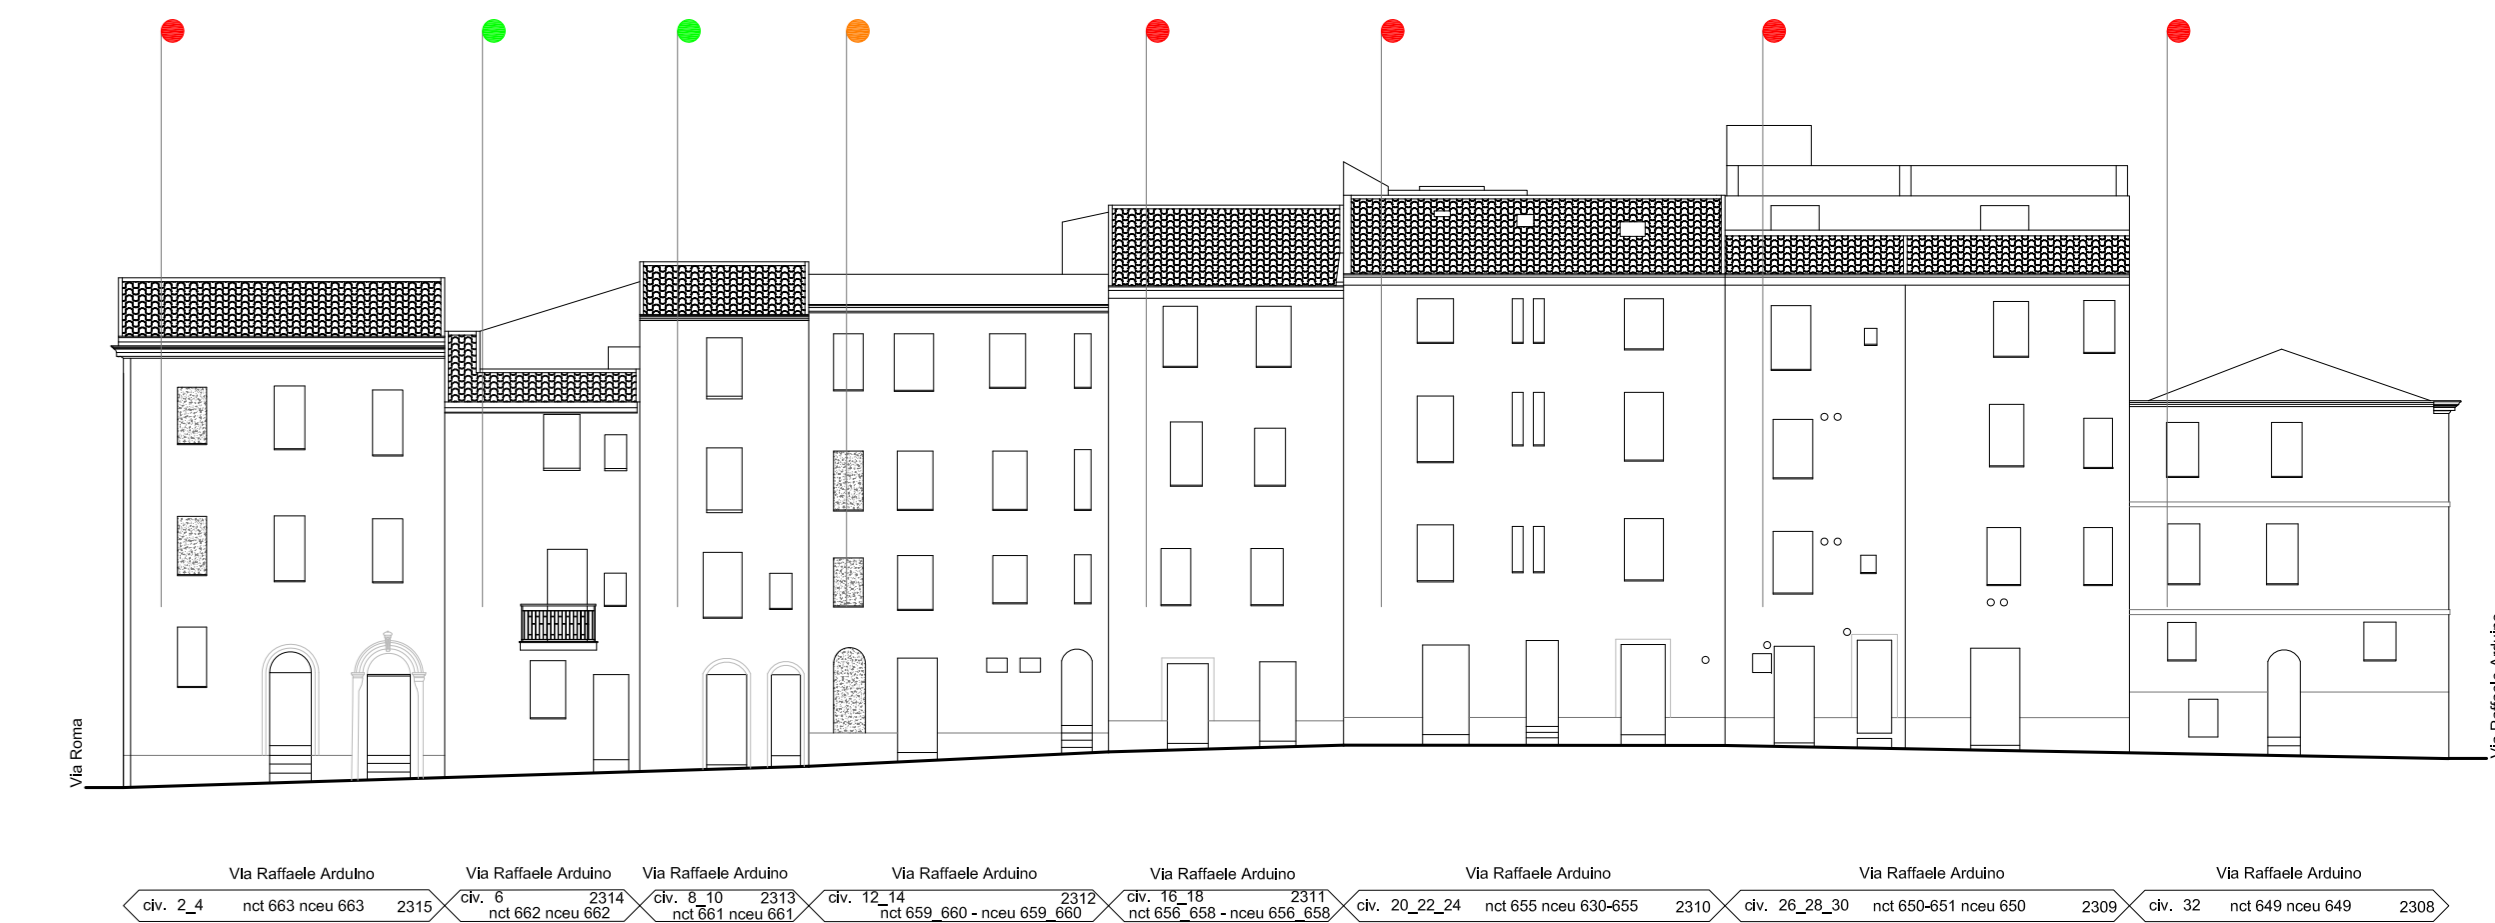 Via Roma
Via Raffaele Arduino
Via Raffaele Arduino
civ. 2_4 nct 663 nceu 663 2315
Via Raffaele Arduino
civ. 6 2314
nct 662 nceu 662
Via Raffaele Arduino
civ. 8_10 2313
nct 661 nceu 661
Via Raffaele Arduino
civ. 12_14 2312
nct 659_660 - nceu 659_660
Via Raffaele Arduino
civ. 16_18 2311
nct 656_658 - nceu 656_658
Via Raffaele Arduino
civ. 20_22_24 nct 655 nceu 630-655 2310
Via Raffaele Arduino
civ. 26_28_30 nct 650-651 nceu 650 2309
Via Raffaele Arduino
civ. 32 nct 649 nceu 649 2308